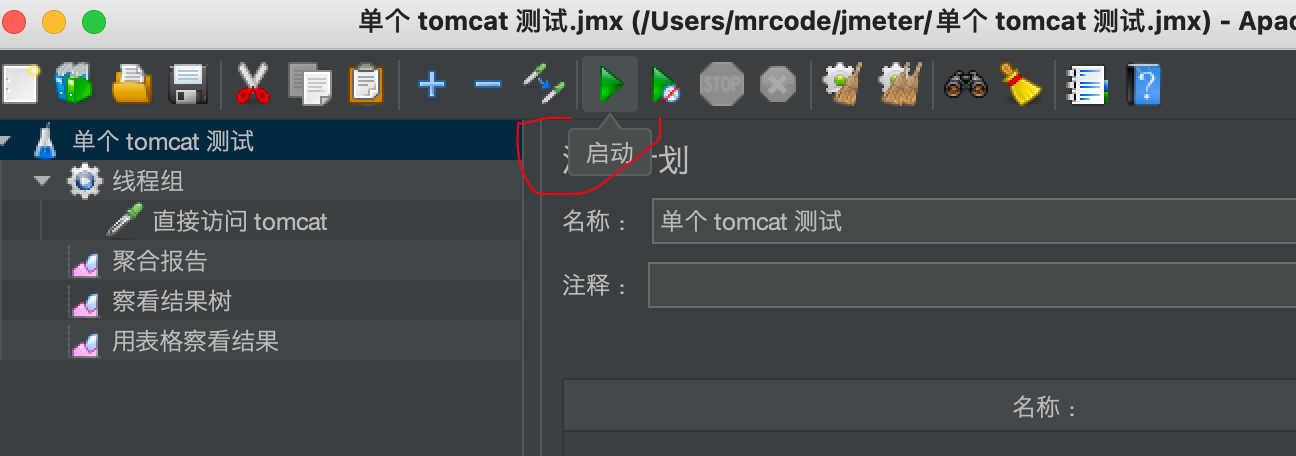 单个 tomcat 测试.jmx (/Users/mrcode/jmeter/单个 tomcat 测试.jmx) - Apac
STOP
单个 tomcat 测试
启动
划
线程组
直接访问 tomcat
名称：
单个 tomcat 测试
聚合报告
察看结果树
注释：
用表格察看结果
名称：